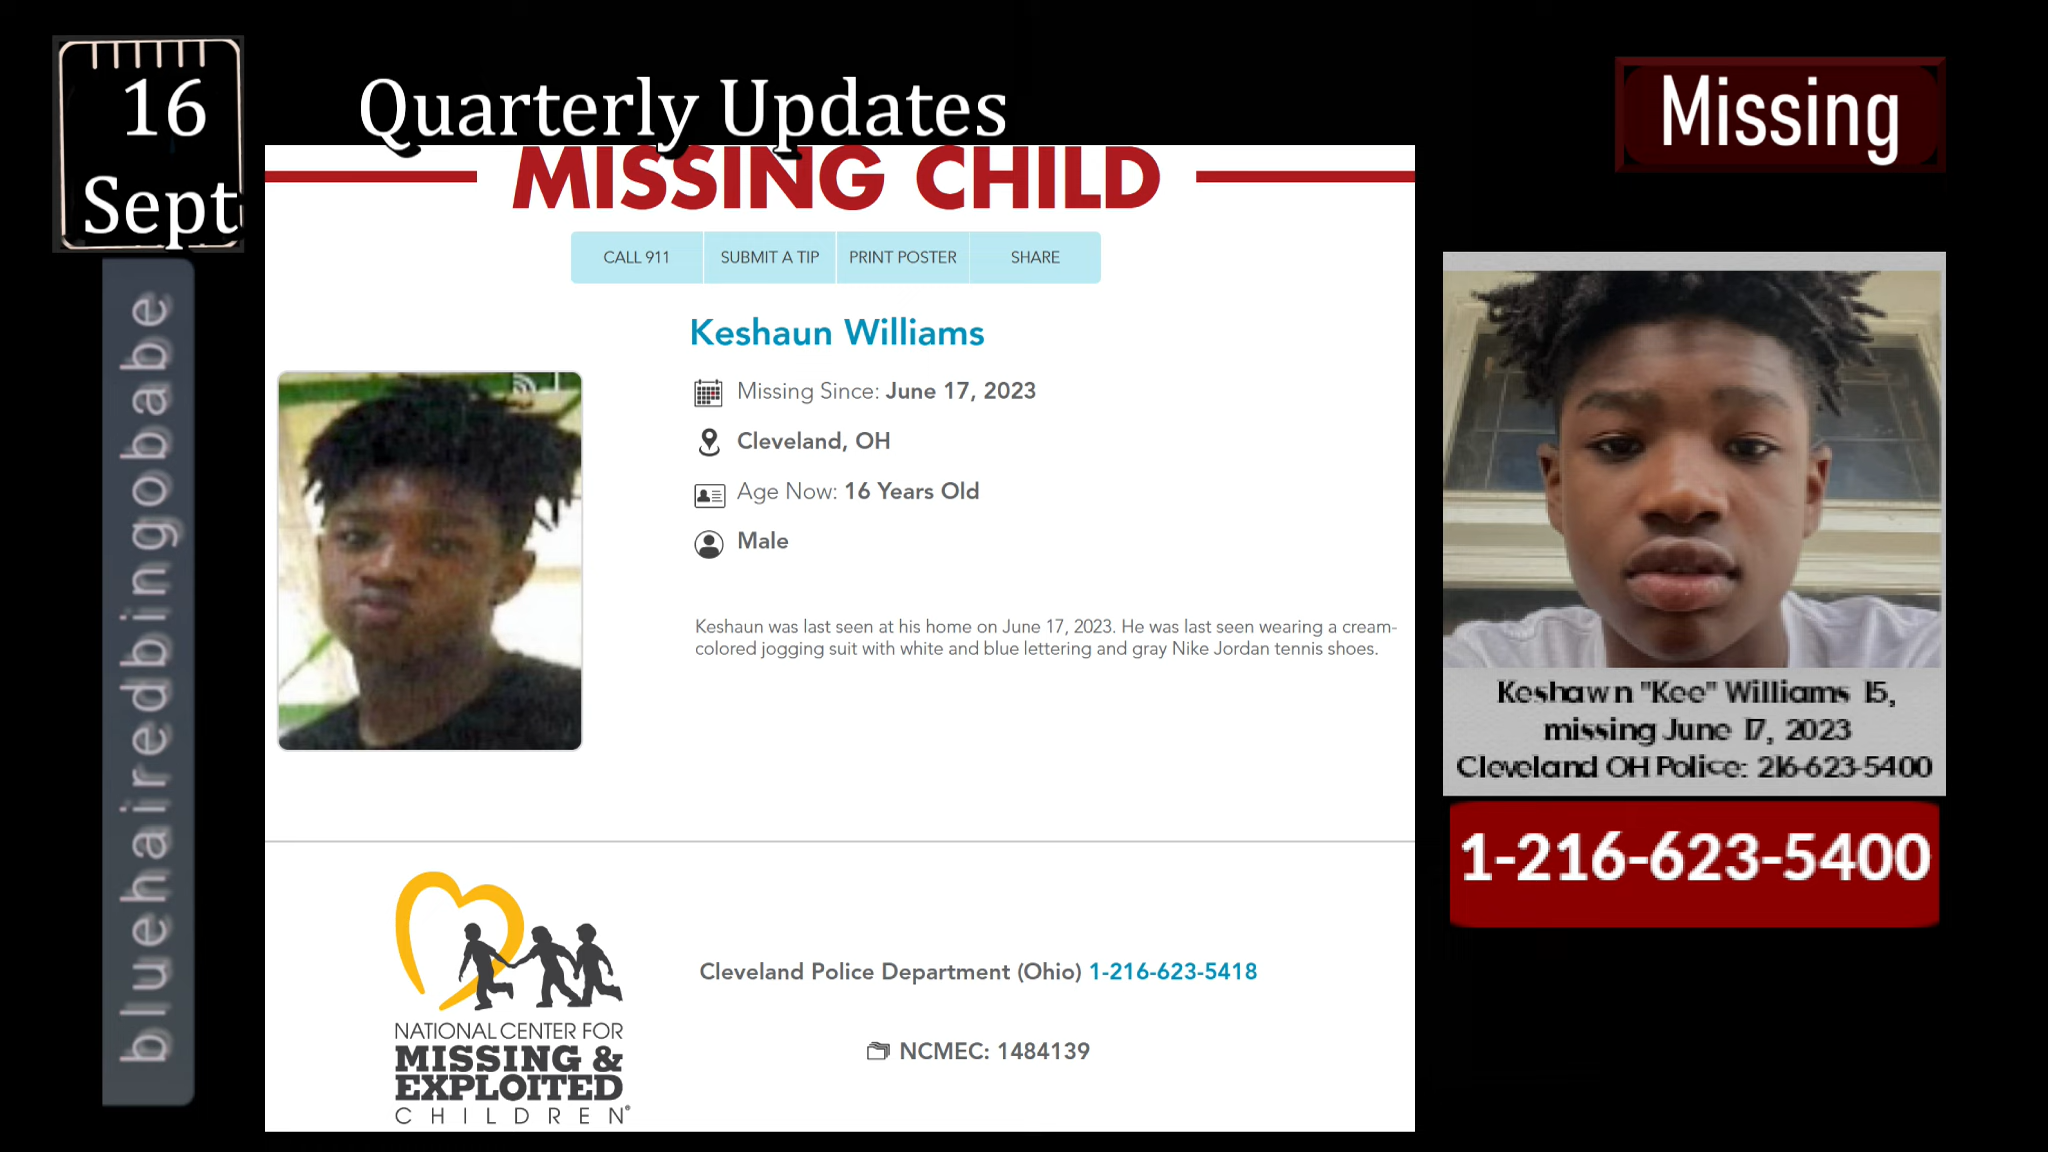 16
Sept
Quarterly Updates
Missing
MISSING CHILD
CALL 911
SUBMIT A TIP
PRINT POSTER
SHARE
Keshaun Williams
Missing Since: June 17, 2023
Cleveland, OH
Age Now: 16 Years Old
Male
Keshaun was last seen at his home on June 17, 2023. He was last seen wearing a cream-
colored jogging suit with white and blue lettering and gray Nike Jordan tennis shoes.
NATIONAL CENTER FOR
MISSING &
EXPLOITED
CHILDREN®
Cleveland Police Department (Ohio) 1-216-623-5418
NCMEC: 1484139
Keshawn "Kee" Williams 15,
missing June 17, 2023
Cleveland OH Police: 216-623-5400
1-216-623-5400
bluehairedbingobabe